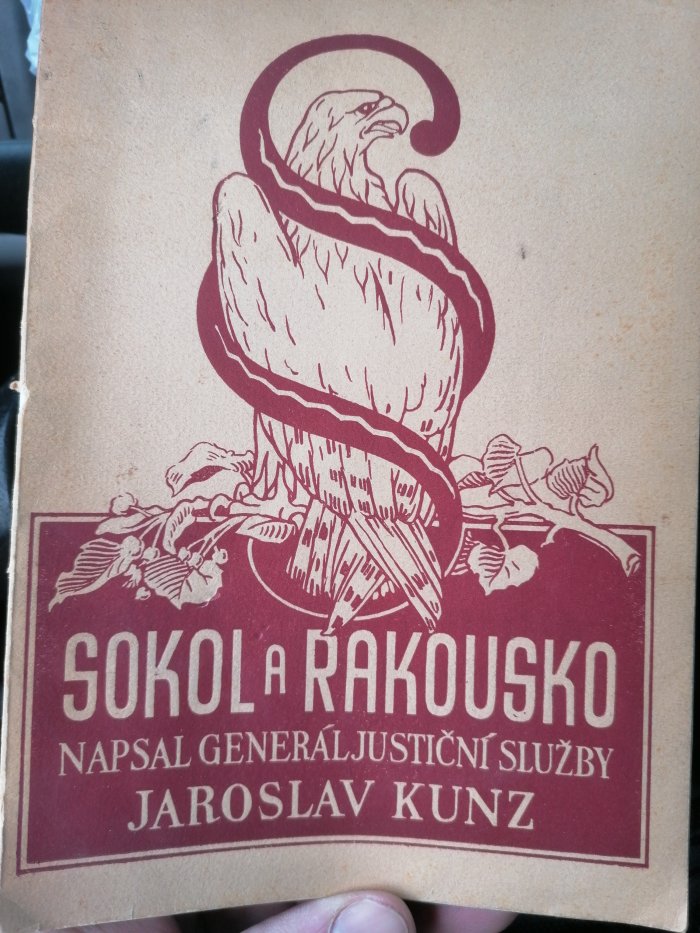 SOKOL A RAKOUSKO
NAPSAL GENERÁL JUSTIČNÍ SLUŽBY
JAROSLAV KUNZ